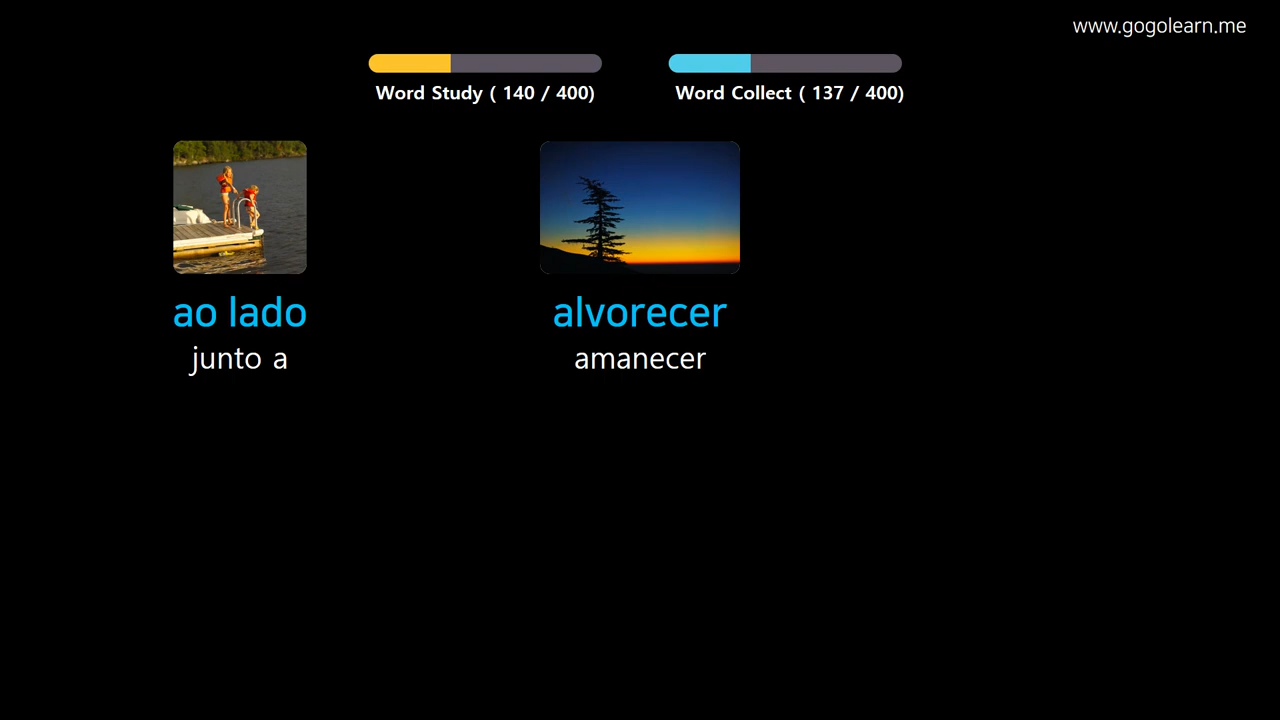 www.gogolearn.me
Word Study ( 140 / 400)
Word Collect ( 137 / 400)
ao lado
junto a
alvorecer
amanecer